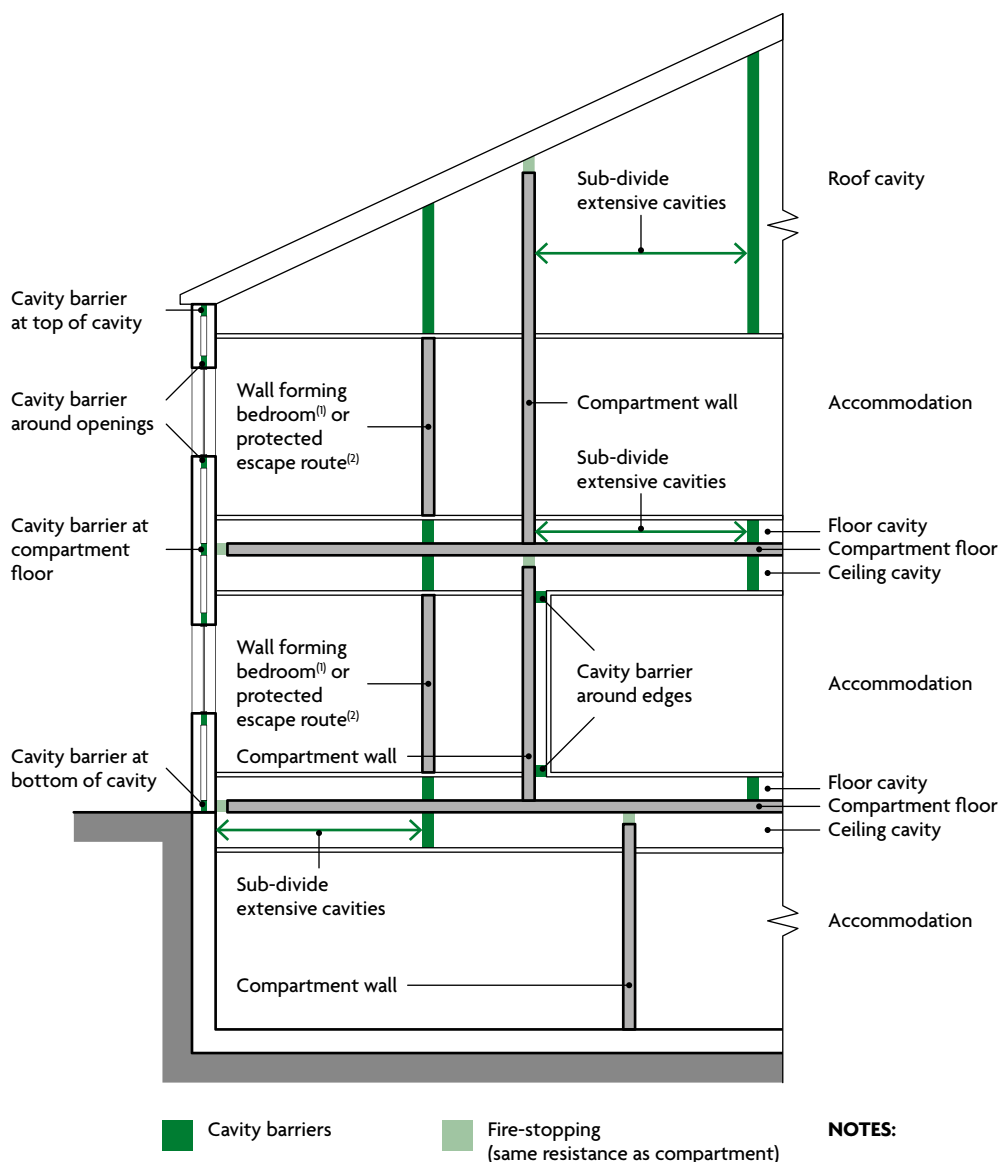 Roof cavity
Sub-divide
extensive cavities
Cavity barrier
at top of cavity
Cavity barrier
around openings
Wall forming
bedroom⁽¹⁾ or
protected
escape route⁽²⁾
Compartment wall
Accommodation
Sub-divide
extensive cavities
Cavity barrier at
compartment
floor
Floor cavity
Compartment floor
Ceiling cavity
Wall forming
bedroom⁽¹⁾ or
protected
escape route⁽²⁾
Cavity barrier
around edges
Accommodation
Compartment wall
Cavity barrier at
bottom of cavity
Floor cavity
Compartment floor
Ceiling cavity
Sub-divide
extensive cavities
Accommodation
Compartment wall
Cavity barriers
Fire-stopping
(same resistance as compartment)
NOTES: